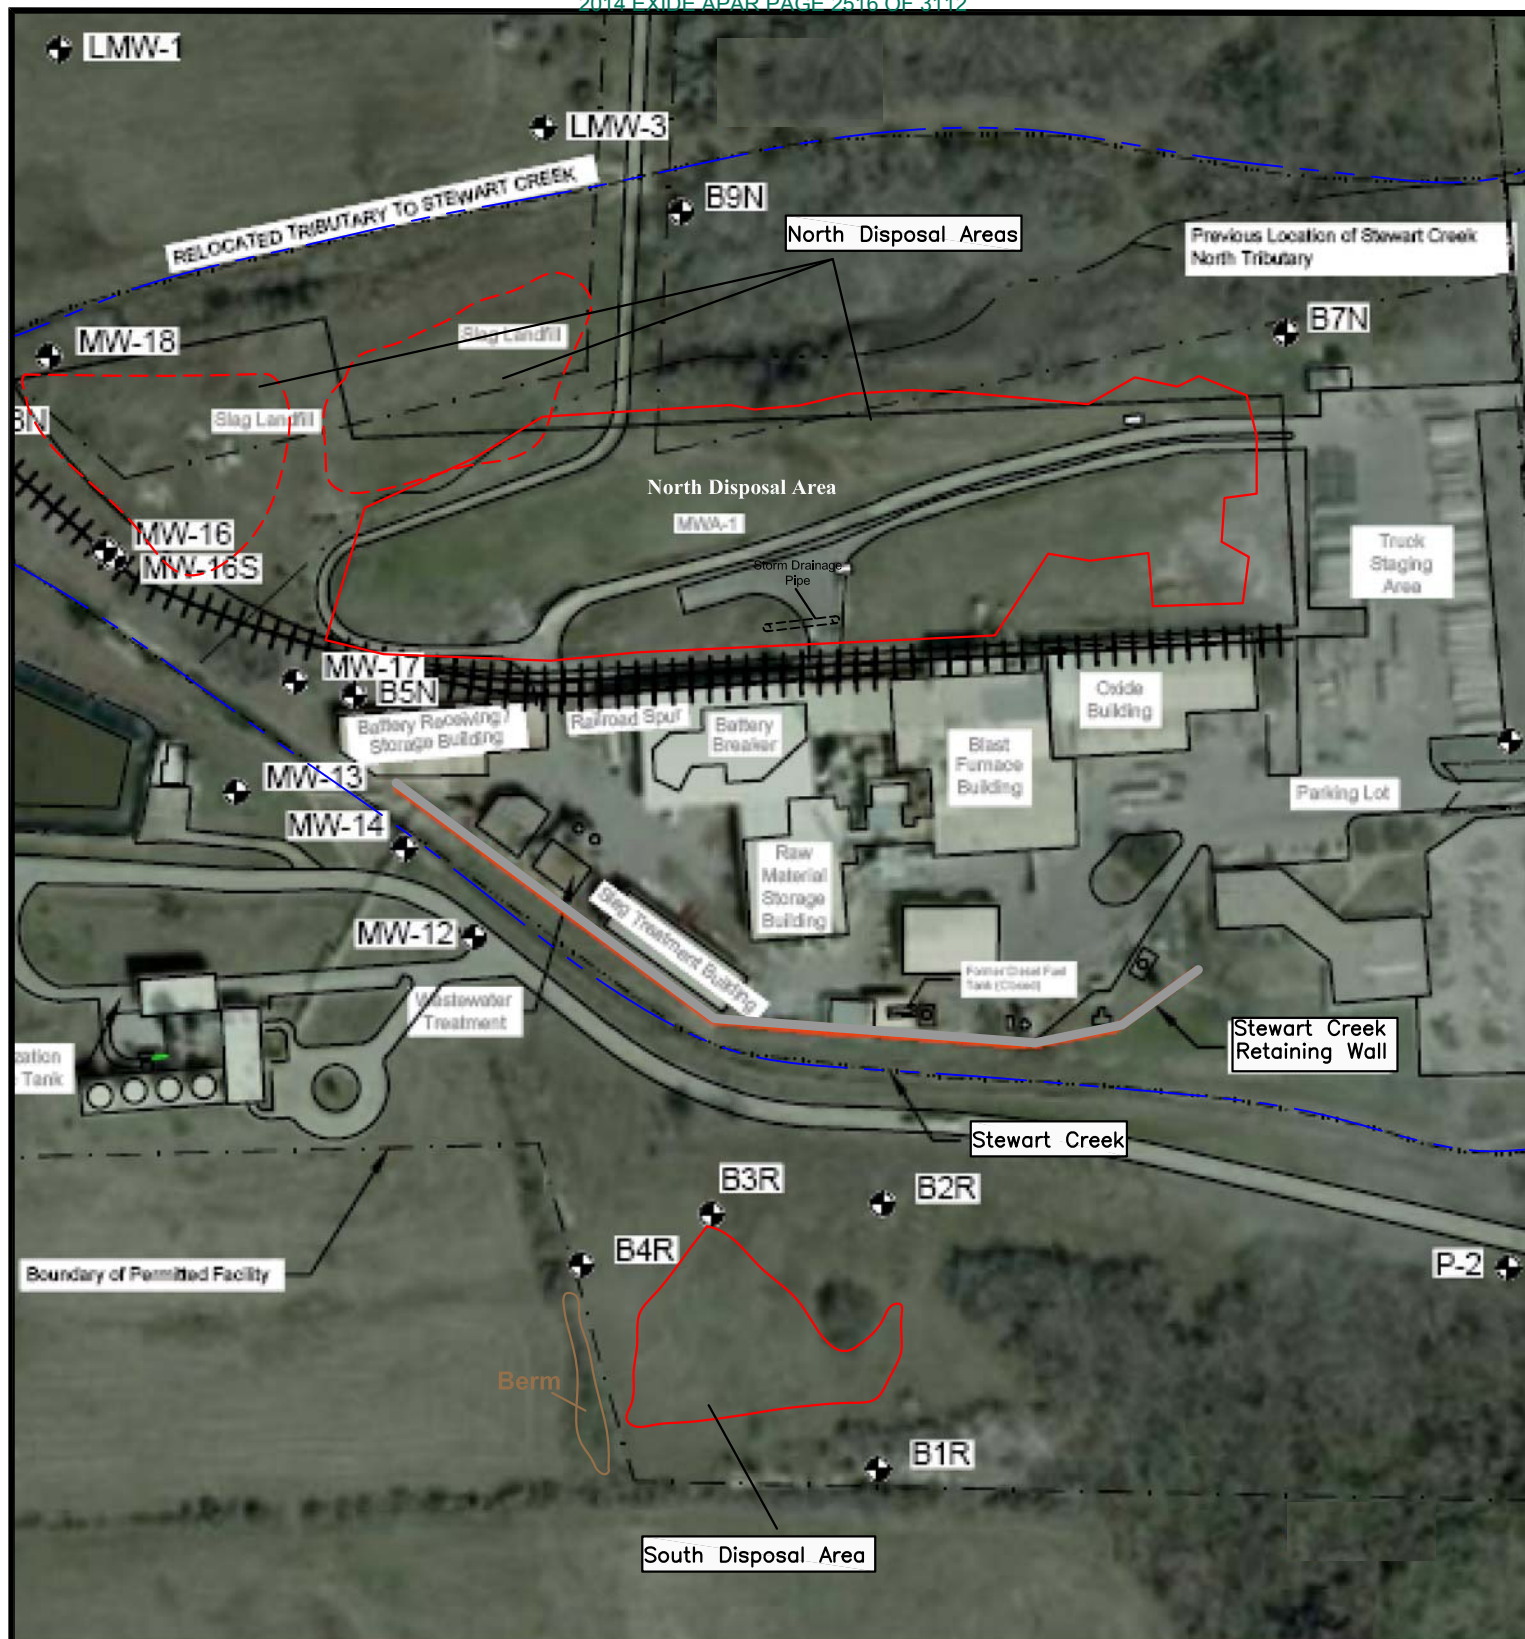 2014 EXIDE APAR PAGE 2516 OF 3112
LMW-1
LMW-3
RELOCATED TRIBUTARY TO STEWART CREEK
B9N
North Disposal Areas
Previous Location of Stewart Creek
North Tributary
B7N
MW-18
Slag Landfill
Slag Landfill
North Disposal Area
MWA-1
MW-16
MW-16S
Storm Drainage
Pipe
Truck
Staging
Area
MW-17
B5N
Battery Receiving /
Storage Building
Railroad Spur
Battery
Breaker
Oxide
Building
Blast
Furnace
Building
MW-13
Parking Lot
MW-14
Raw
Material
Storage
Building
Slag Treatment Building
MW-12
Wastewater
Treatment
Former Diesel Fuel
Tank (Closed)
Stewart Creek
Retaining Wall
Tank
Stewart Creek
B3R
B2R
B4R
Boundary of Permitted Facility
P-2
Berm
B1R
South Disposal Area